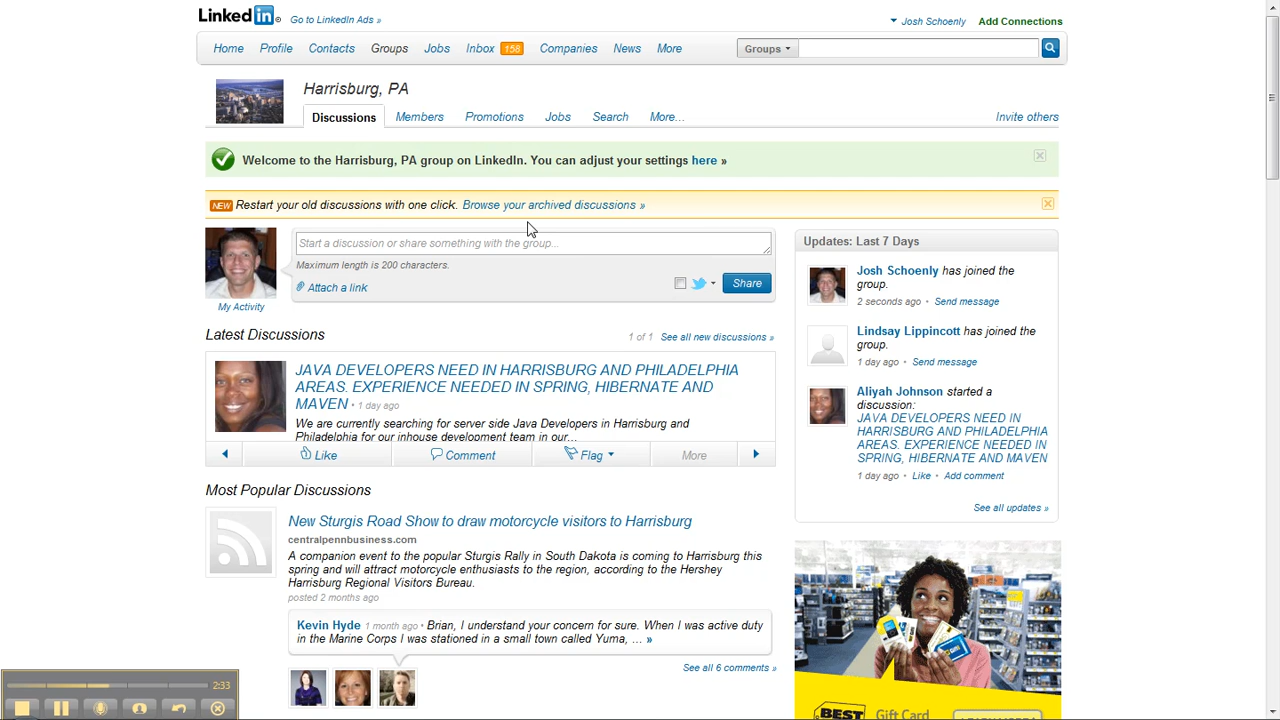 Linked in Go to LinkedIn Ads »
Josh Schoenly Add Connections
Home Profile Contacts Groups Jobs Inbox 156 Companies News More
Groups
Harrisburg, PA
Discussions Members Promotions Jobs Search More... Invite others
Welcome to the Harrisburg, PA group on LinkedIn. You can adjust your settings here »
NEW Restart your old discussions with one click. Browse your archived discussions »
Start a discussion or share something with the group...
Maximum length is 200 characters.
Attach a link
Share
My Activity
Latest Discussions
1 of 1 See all new discussions »
JAVA DEVELOPERS NEED IN HARRISBURG AND PHILADELPHIA
AREAS. EXPERIENCE NEEDED IN SPRING, HIBERNATE AND
MAVEN • 1 day ago
We are currently searching for server side Java Developers in Harrisburg and
Philadelphia for our inhouse development team in our...
Like Comment Flag More
Most Popular Discussions
New Sturgis Road Show to draw motorcycle visitors to Harrisburg
centralpennbusiness.com
A companion event to the popular Sturgis Rally in South Dakota is coming to Harrisburg this
spring and will attract motorcycle enthusiasts to the region, according to the Hershey
Harrisburg Regional Visitors Bureau.
posted 2 months ago
Kevin Hyde 1 month ago • Brian, I understand your concern for sure. When I was active duty
in the Marine Corps I was stationed in a small town called Yuma, ... »
See all 6 comments »
Updates: Last 7 Days
Josh Schoenly has joined the
group.
2 seconds ago • Send message
Lindsay Lippincott has joined the
group.
1 day ago • Send message
Aliyah Johnson started a
discussion:
JAVA DEVELOPERS NEED IN
HARRISBURG AND PHILADELPHIA
AREAS. EXPERIENCE NEEDED IN
SPRING, HIBERNATE AND MAVEN
1 day ago • Like • Add comment
See all updates »
BEST
Gift Card
2:33